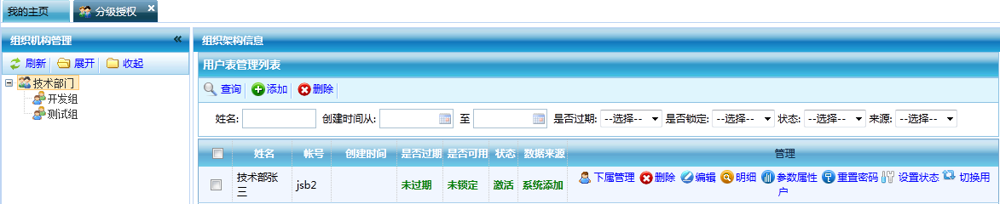 我的主页 分级授权
组织机构管理
刷新 展开 收起
技术部门
开发组
测试组
组织架构信息
用户表管理列表
查询 添加 删除
姓名: 创建时间从: 至 是否过期: --选择-- 是否锁定: --选择-- 状态: --选择-- 来源: --选择--
姓名 帐号 创建时间 是否过期 是否可用 状态 数据来源 管理
技术部张三 jsb2 未过期 未锁定 激活 系统添加 下属管理 删除 编辑 明细 参数属性 重置密码 设置状态 切换用户